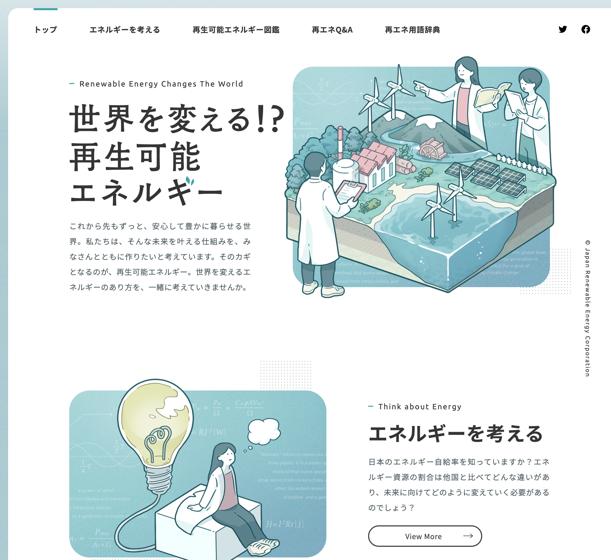 トップ
エネルギーを考える
再生可能エネルギー図鑑
再エネQ&A
再エネ用語辞典
Renewable Energy Changes The World
世界を変える!?
再生可能
エネルギー
これから先もずっと、安心して豊かに暮らせる世
界。私たちは、そんな未来を叶える仕組みを、み
なさんとともに作りたいと考えています。そのカギ
となるのが、再生可能エネルギー。世界を変えるエ
ネルギーのあり方を、一緒に考えていきませんか。
© Japan Renewable Energy Corporation
Think about Energy
エネルギーを考える
日本のエネルギー自給率を知っていますか？エネ
ルギー資源の割合は他国と比べてどんな違いがあ
り、未来に向けてどのように変えていく必要がある
のでしょう？
View More